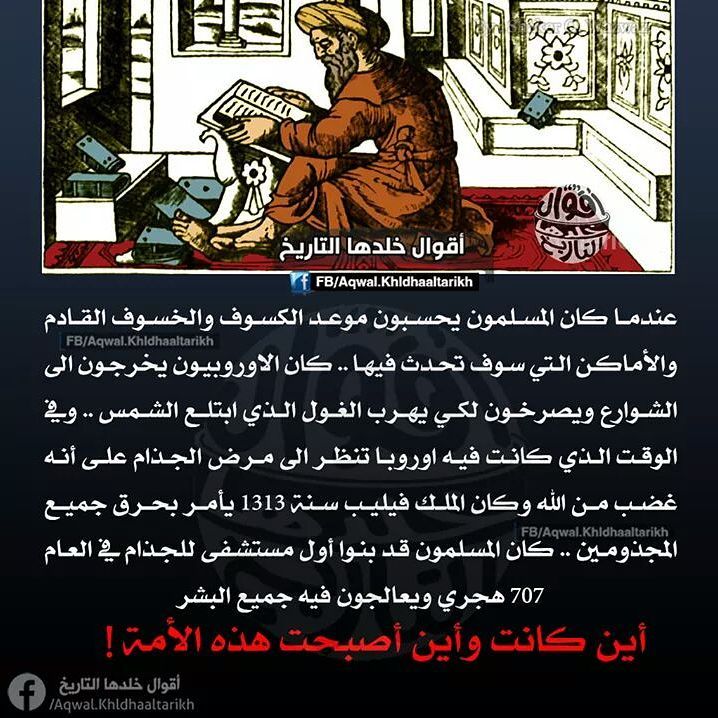 أقوال خلدها التاريخ
أقوال خلدها التاريخ
FB/Aqwal.Khldhaaltarikh
عندما كان المسلمون يحسبون موعد الكسوف والخسوف القادم
FB/Aqwal.Khldhaaltarikh
والأماكن التي سوف تحدث فيها .. كان الاوروبيون يخرجون الى
الشوارع ويصرخون لكي يهرب الغول الذي ابتلع الشمس .. وفي
الوقت الذي كانت فيه اوروبا تنظر الى مرض الجذام على أنه
غضب من الله وكان الملك فيليب سنة 1313 يأمر بحرق جميع
FB/Aqwal.Khldhaaltarikh
المجذومين .. كان المسلمون قد بنوا أول مستشفى للجذام في العام
707 هجري ويعالجون فيه جميع البشر
أين كانت وأين أصبحت هذه الأمة !
أقوال خلدها التاريخ
/Aqwal.Khldhaaltarikh